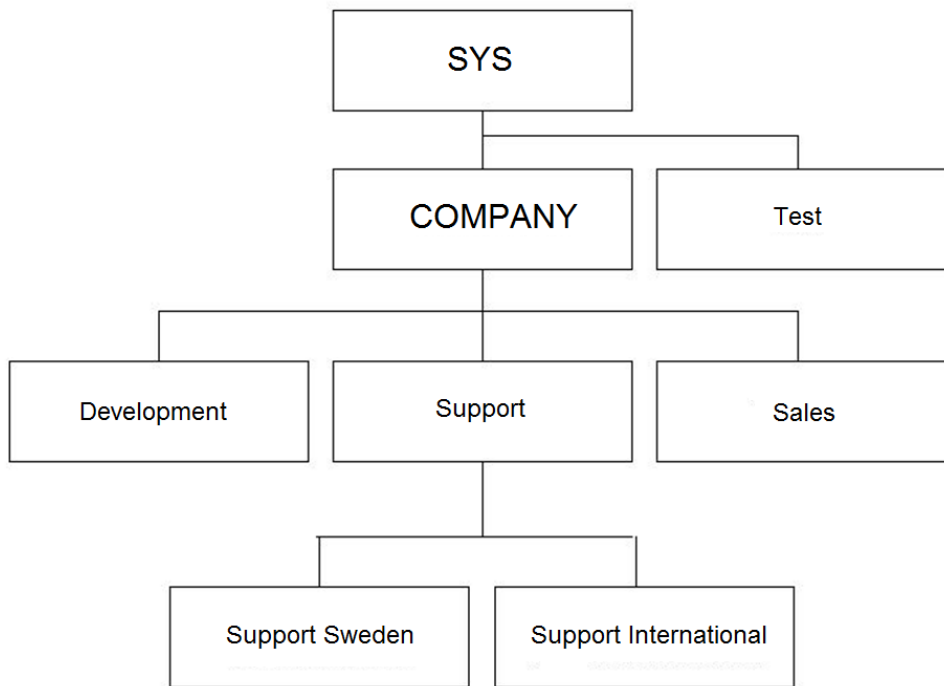 SYS
COMPANY
Test
Development
Support
Sales
Support Sweden
Support International